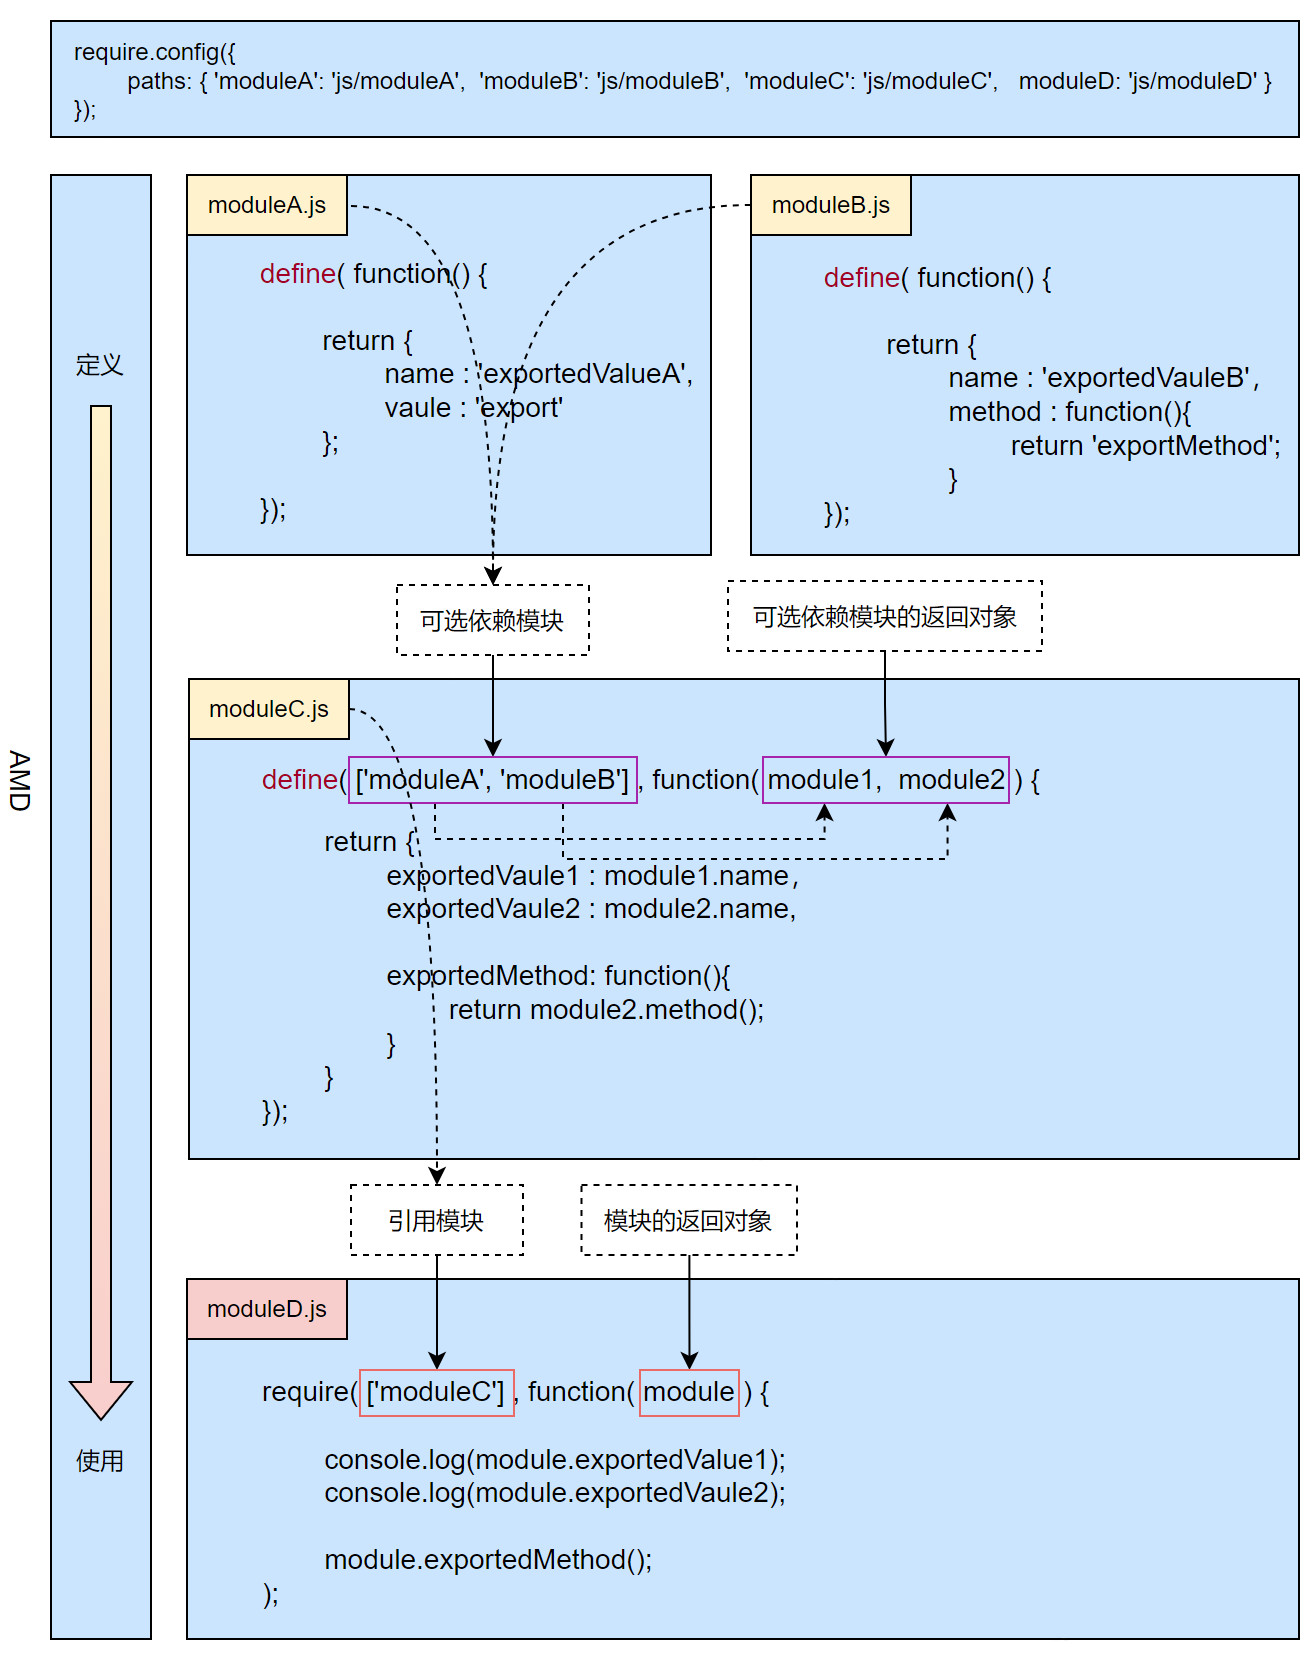 require.config({
paths: { 'moduleA': 'js/moduleA', 'moduleB': 'js/moduleB', 'moduleC': 'js/moduleC', moduleD: 'js/moduleD' }
});
AMD
定义
使用
moduleA.js
define( function() {
return {
name : 'exportedValueA',
vaule : 'export'
};
});
moduleB.js
define( function() {
return {
name : 'exportedVauleB',
method : function(){
return 'exportMethod';
}
});
可选依赖模块
可选依赖模块的返回对象
moduleC.js
define( ['moduleA', 'moduleB'] , function( module1, module2 ) {
return {
exportedVaule1 : module1.name,
exportedVaule2 : module2.name,
exportedMethod: function(){
return module2.method();
}
}
});
引用模块
模块的返回对象
moduleD.js
require( ['moduleC'] , function( module ) {
console.log(module.exportedValue1);
console.log(module.exportedVaule2);
module.exportedMethod();
);